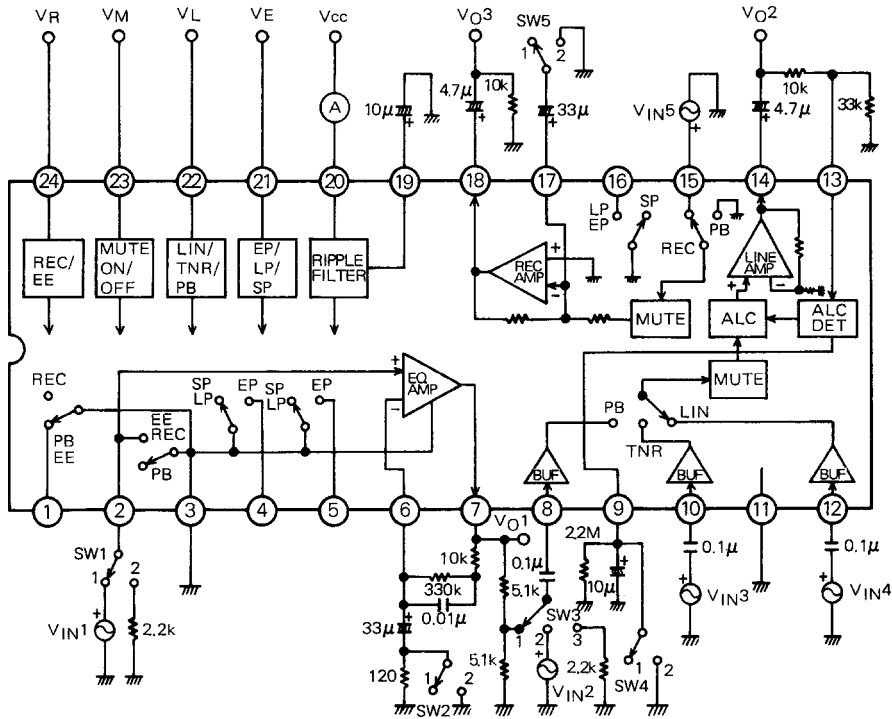 VR VM VL VE Vcc VO3 SW5 VO2
1 2
A
10μ 4.7μ 10k 33μ VIN5 10k 4.7μ 33k
+ + + + +
24 23 22 21 20 19 18 17 16 15 14 13
REC/ EE
MUTE ON/ OFF
LIN/ TNR/ PB
EP/ LP/ SP
RIPPLE FILTER
REC AMP
+
−
LP EP
SP
REC
PB
LINE AMP
+ −
MUTE
ALC
ALC DET
MUTE
REC
PB EE
EE REC
PB
SP LP
EP
SP LP
EP
+
EQ AMP
−
PB
TNR
LIN
BUF BUF BUF
1 2 3 4 5 6 7 8 9 10 11 12
VO1
SW1
1 2
+
VIN1
2.2k
10k
330k
0.01μ
33μ
+
120
1 2
SW2
5.1k
5.1k
0.1μ
SW3
1 2 3
+
VIN2
2.2k
2.2M
10μ
+
SW4
1 2
0.1μ
+
VIN3
0.1μ
+
VIN4